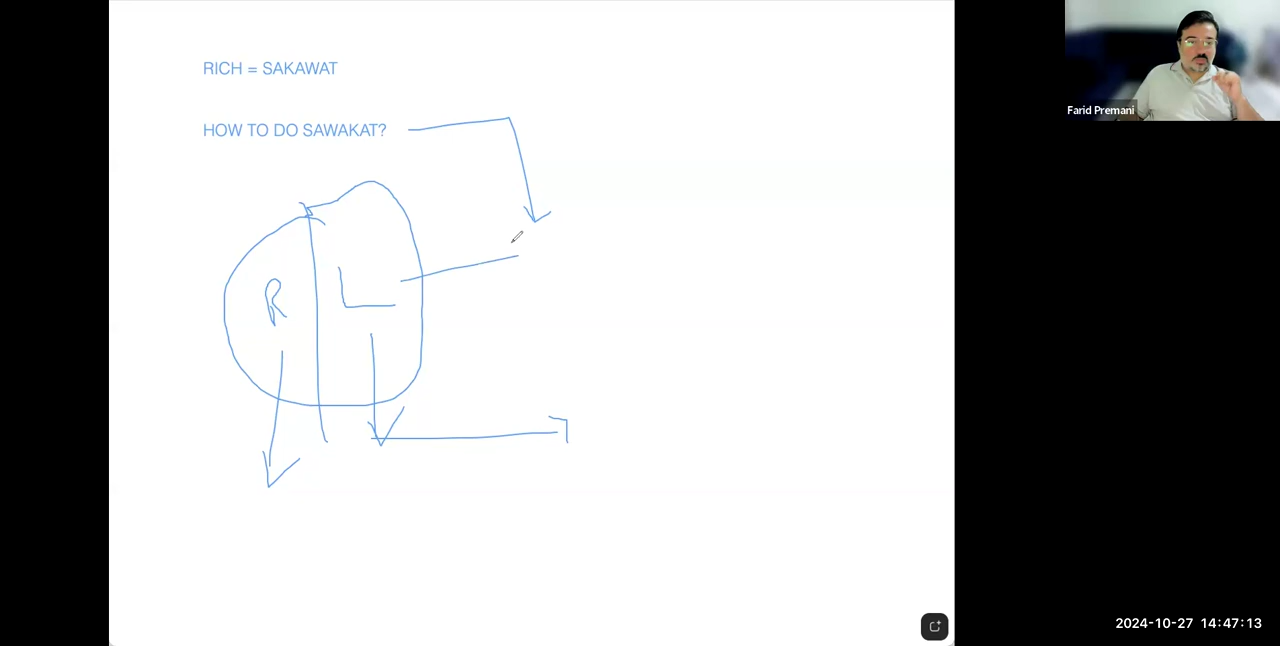 RICH = SAKAWAT
HOW TO DO SAWAKAT?
R
L
Farid Premani
2024-10-27 14:47:13